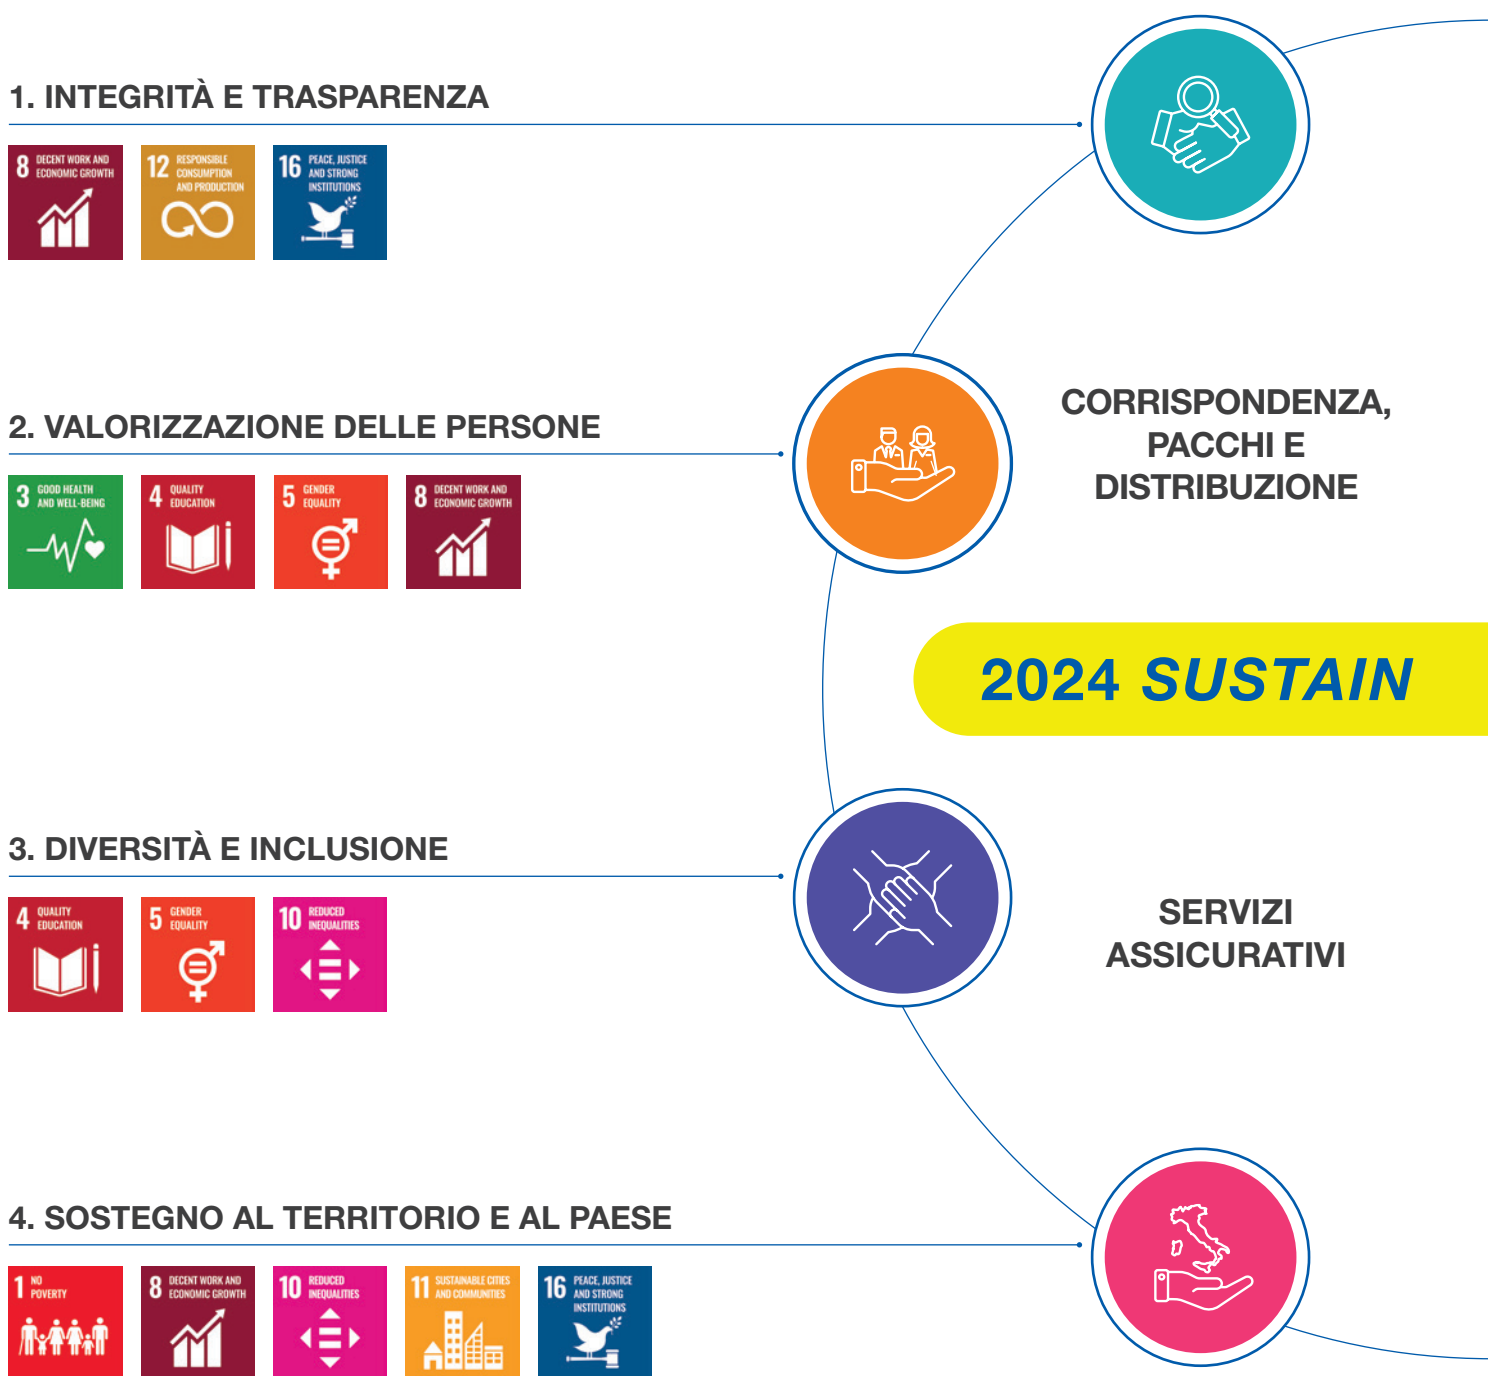 1. INTEGRITÀ E TRASPARENZA
8 DECENT WORK AND
ECONOMIC GROWTH
12 RESPONSIBLE
CONSUMPTION
AND PRODUCTION
16 PEACE, JUSTICE
AND STRONG
INSTITUTIONS
2. VALORIZZAZIONE DELLE PERSONE
3 GOOD HEALTH
AND WELL-BEING
4 QUALITY
EDUCATION
5 GENDER
EQUALITY
8 DECENT WORK AND
ECONOMIC GROWTH
CORRISPONDENZA,
PACCHI E
DISTRIBUZIONE
2024 SUSTAIN
3. DIVERSITÀ E INCLUSIONE
4 QUALITY
EDUCATION
5 GENDER
EQUALITY
10 REDUCED
INEQUALITIES
SERVIZI
ASSICURATIVI
4. SOSTEGNO AL TERRITORIO E AL PAESE
1 NO
POVERTY
8 DECENT WORK AND
ECONOMIC GROWTH
10 REDUCED
INEQUALITIES
11 SUSTAINABLE CITIES
AND COMMUNITIES
16 PEACE, JUSTICE
AND STRONG
INSTITUTIONS